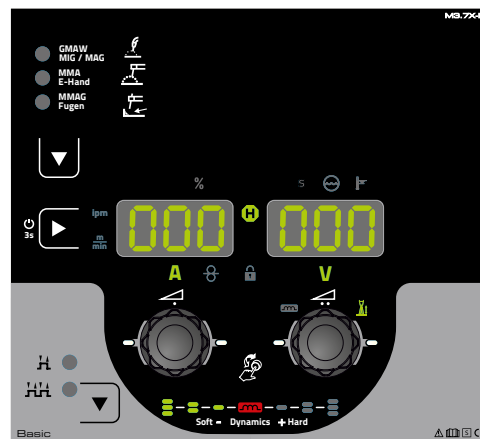 M3.7X-
GMAW
MIG / MAG
MMA
E-Hand
MMAG
Fugen
% S
3s
ipm
m
min
000 H 000
A V
Soft - Dynamics + Hard
Basic